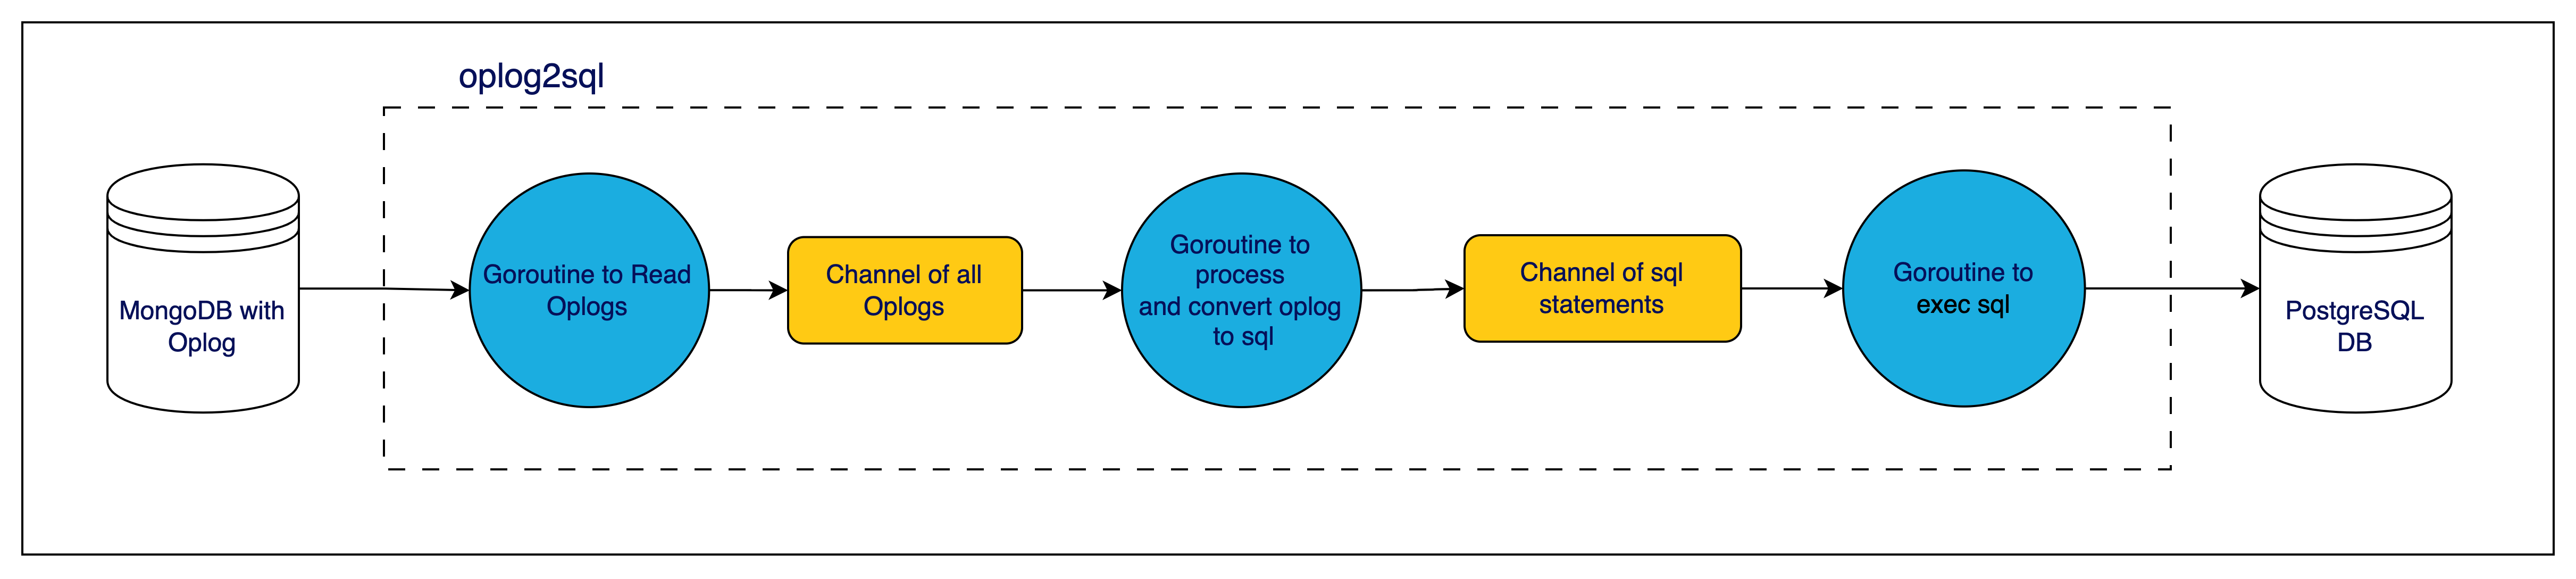 oplog2sql
MongoDB with
Oplog
Goroutine to Read
Oplogs
Channel of all
Oplogs
Goroutine to
process
and convert oplog
to sql
Channel of sql
statements
Goroutine to
exec sql
PostgreSQL
DB